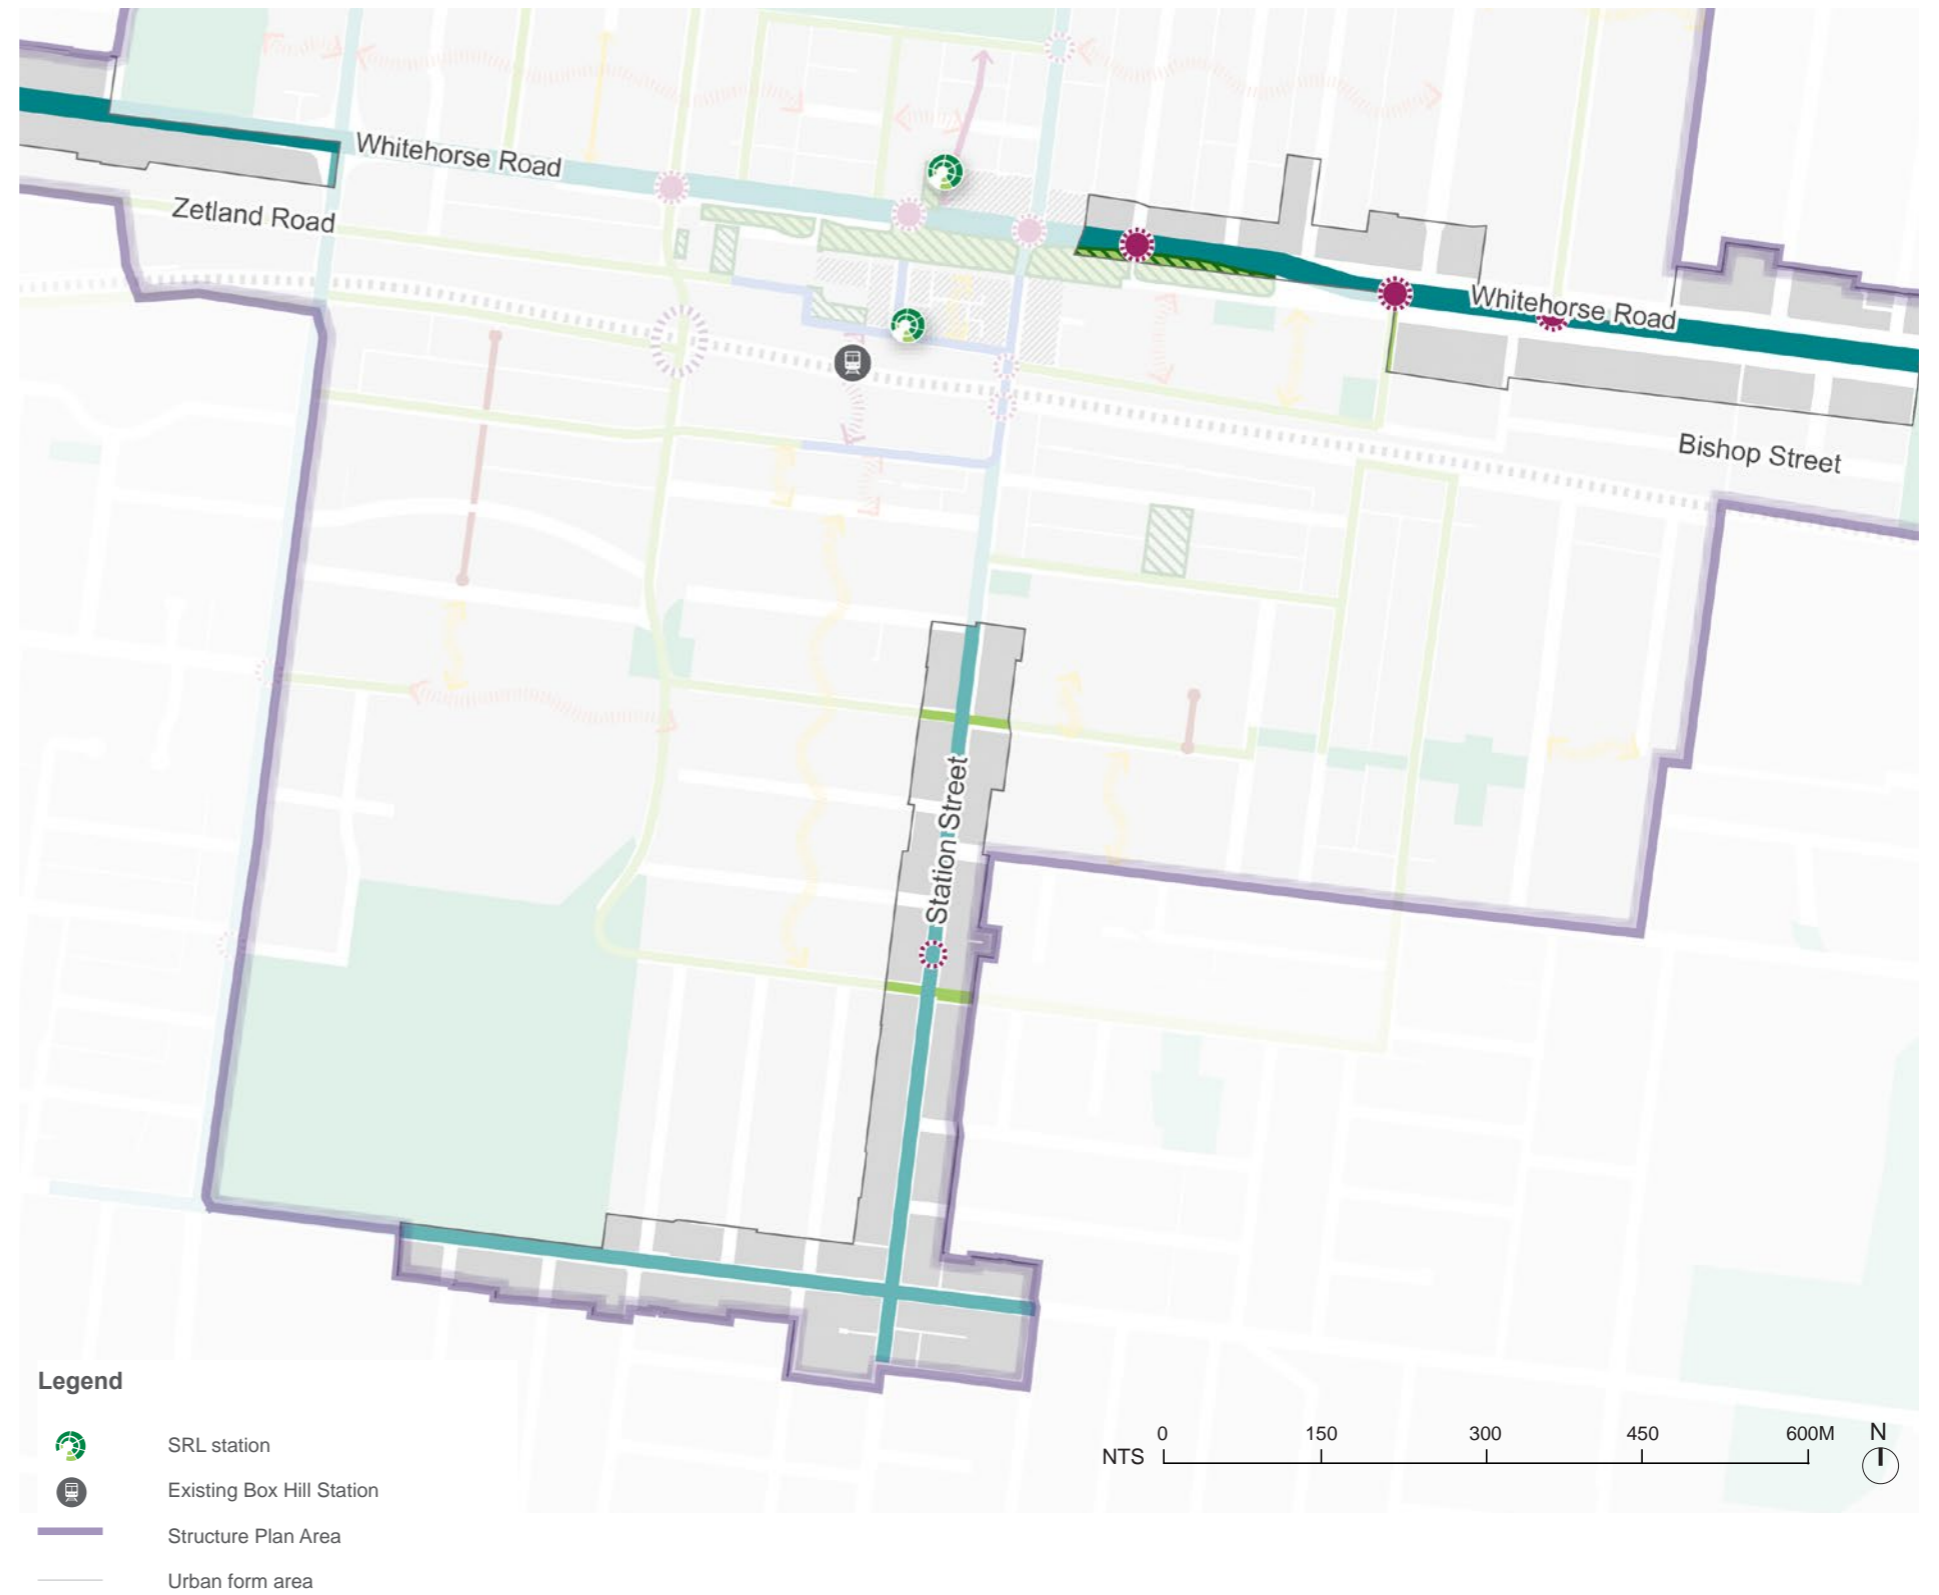 Whitehorse Road
Zetland Road
Whitehorse Road
Bishop Street
Station Street
Legend
SRL station
Existing Box Hill Station
Structure Plan Area
Urban form area
NTS 0 150 300 450 600M N